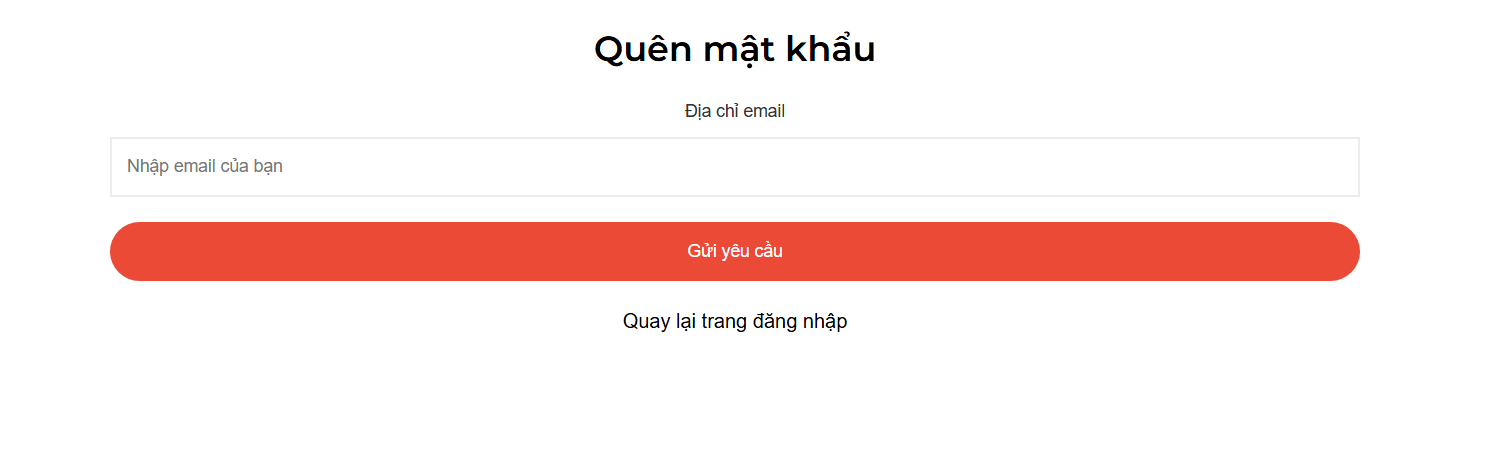 Quên mật khẩu
Địa chỉ email
Nhập email của bạn
Gửi yêu cầu
Quay lại trang đăng nhập